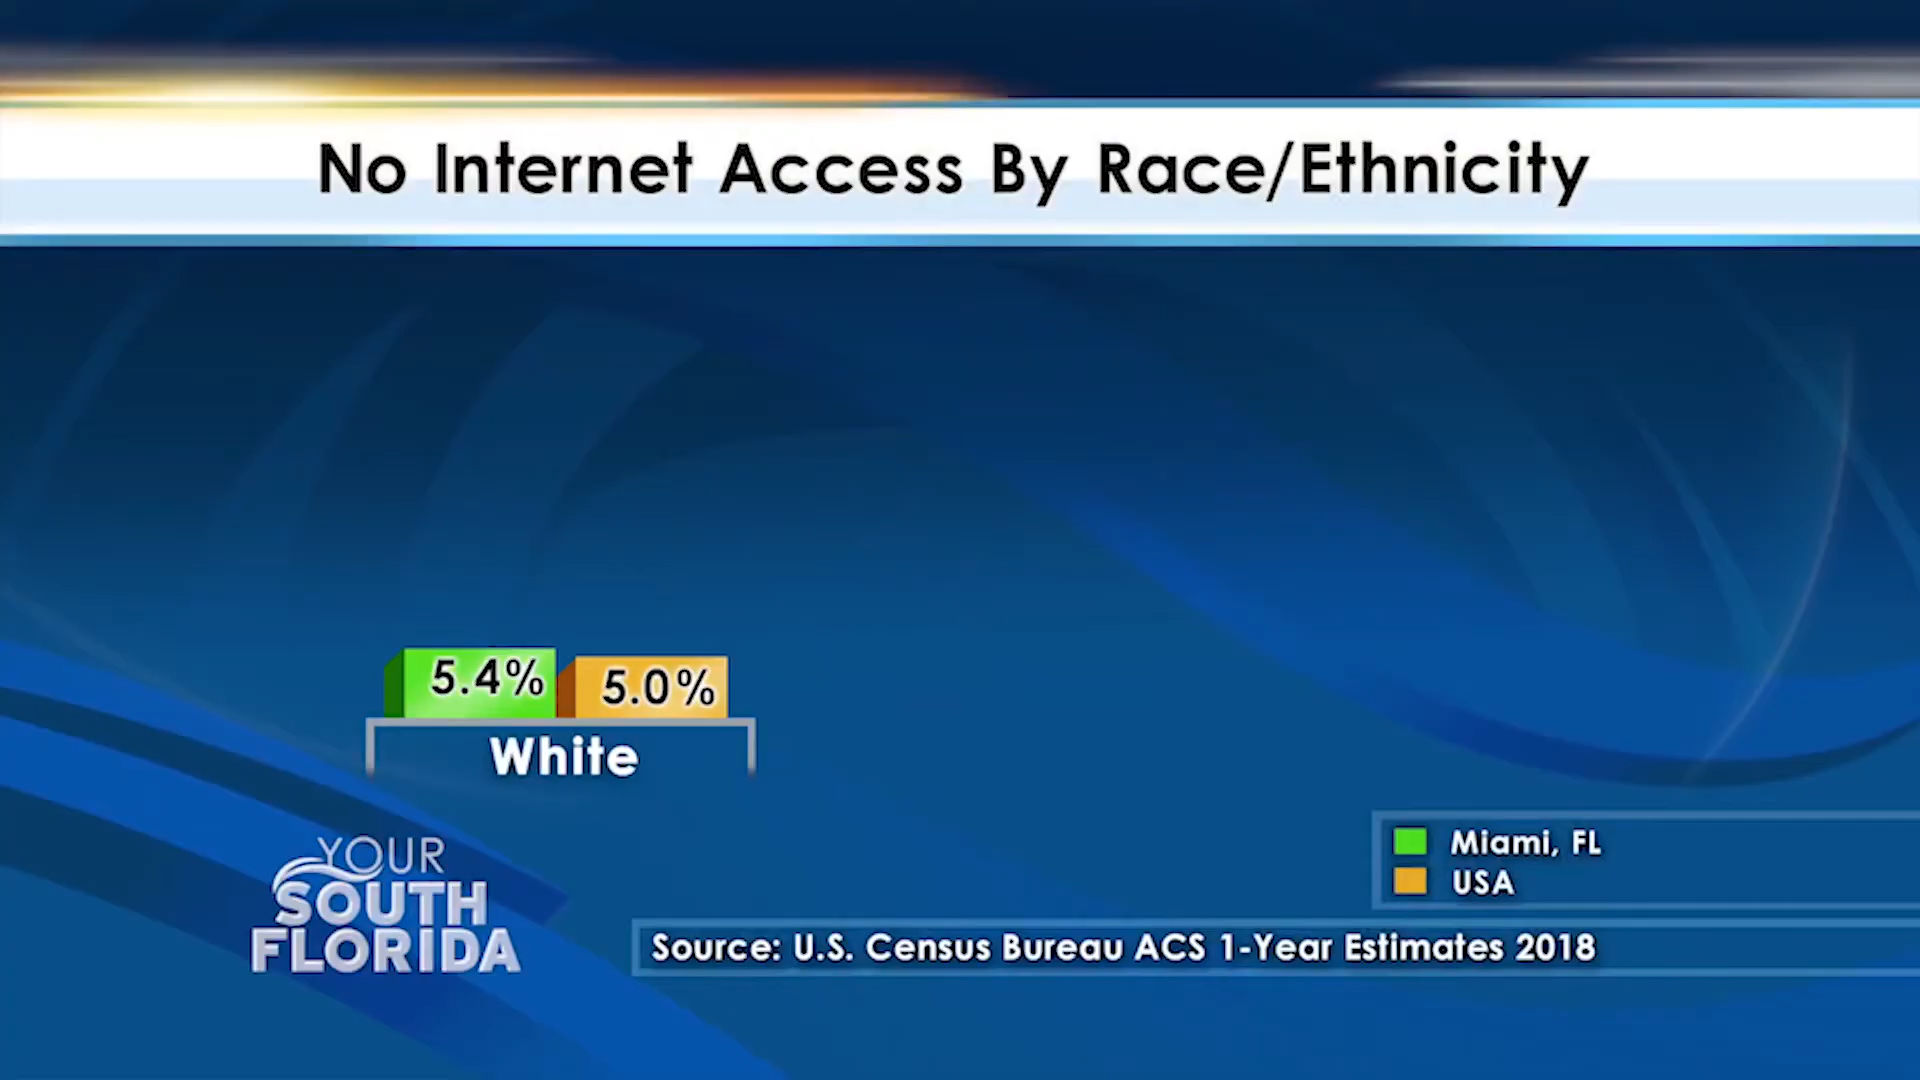 No Internet Access By Race/Ethnicity
5.4%
5.0%
White
Miami, FL
USA
YOUR
SOUTH
FLORIDA
Source: U.S. Census Bureau ACS 1-Year Estimates 2018